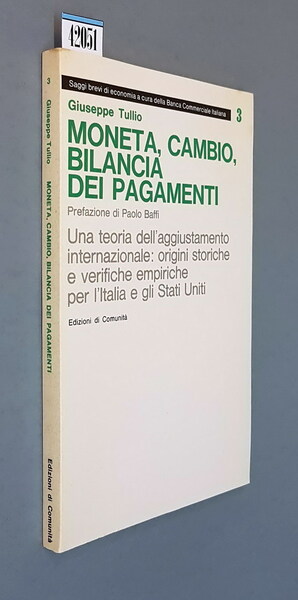 42051
Saggi brevi di economia a cura della Banca Commerciale Italiana 3
Giuseppe Tullio
MONETA, CAMBIO,
BILANCIA
DEI PAGAMENTI
Prefazione di Paolo Baffi
Una teoria dell'aggiustamento
internazionale: origini storiche
e verifiche empiriche
per l'Italia e gli Stati Uniti
Edizioni di Comunità
3
Giuseppe Tullio
MONETA, CAMBIO, BILANCIA DEI PAGAMENTI
Edizioni di Comunità